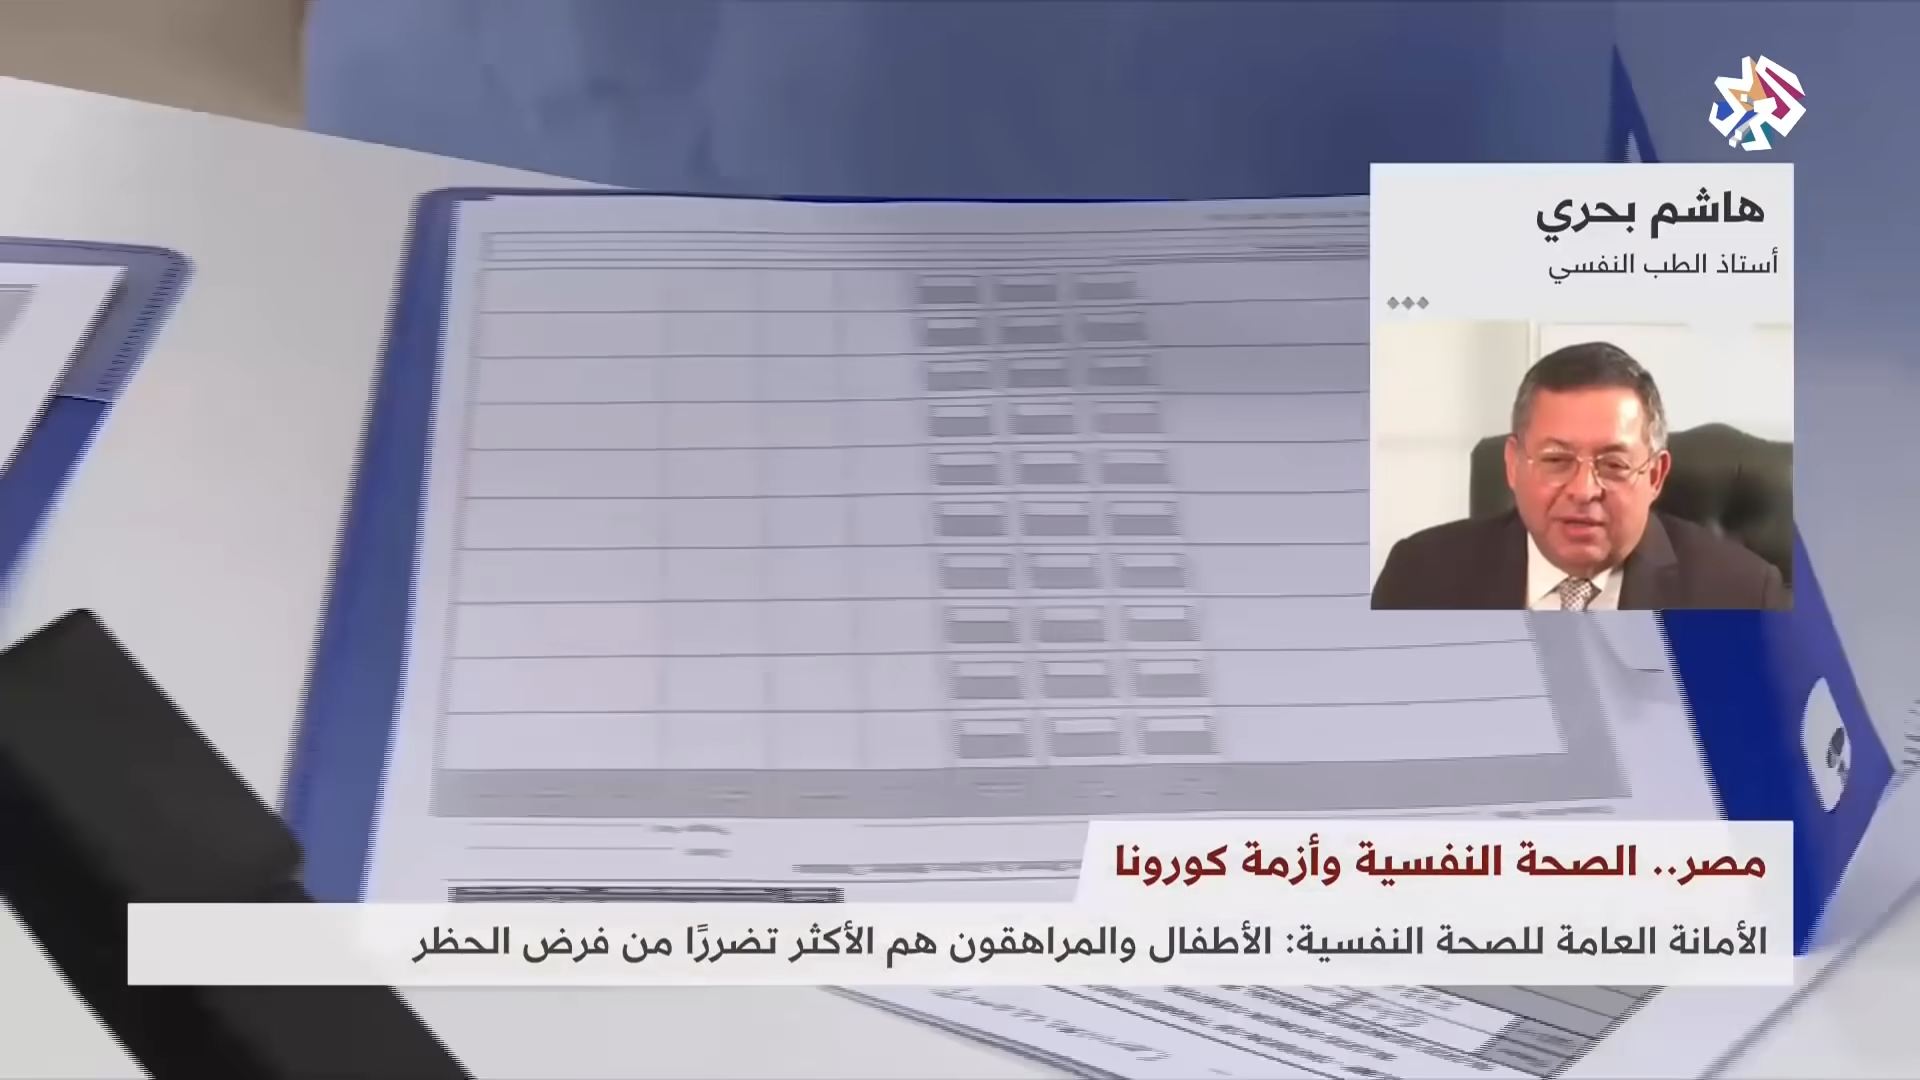 هاشم بحري
أستاذ الطب النفسي
مصر.. الصحة النفسية وأزمة كورونا
الأمانة العامة للصحة النفسية: الأطفال والمراهقون هم الأكثر تضررًا من فرض الحظر